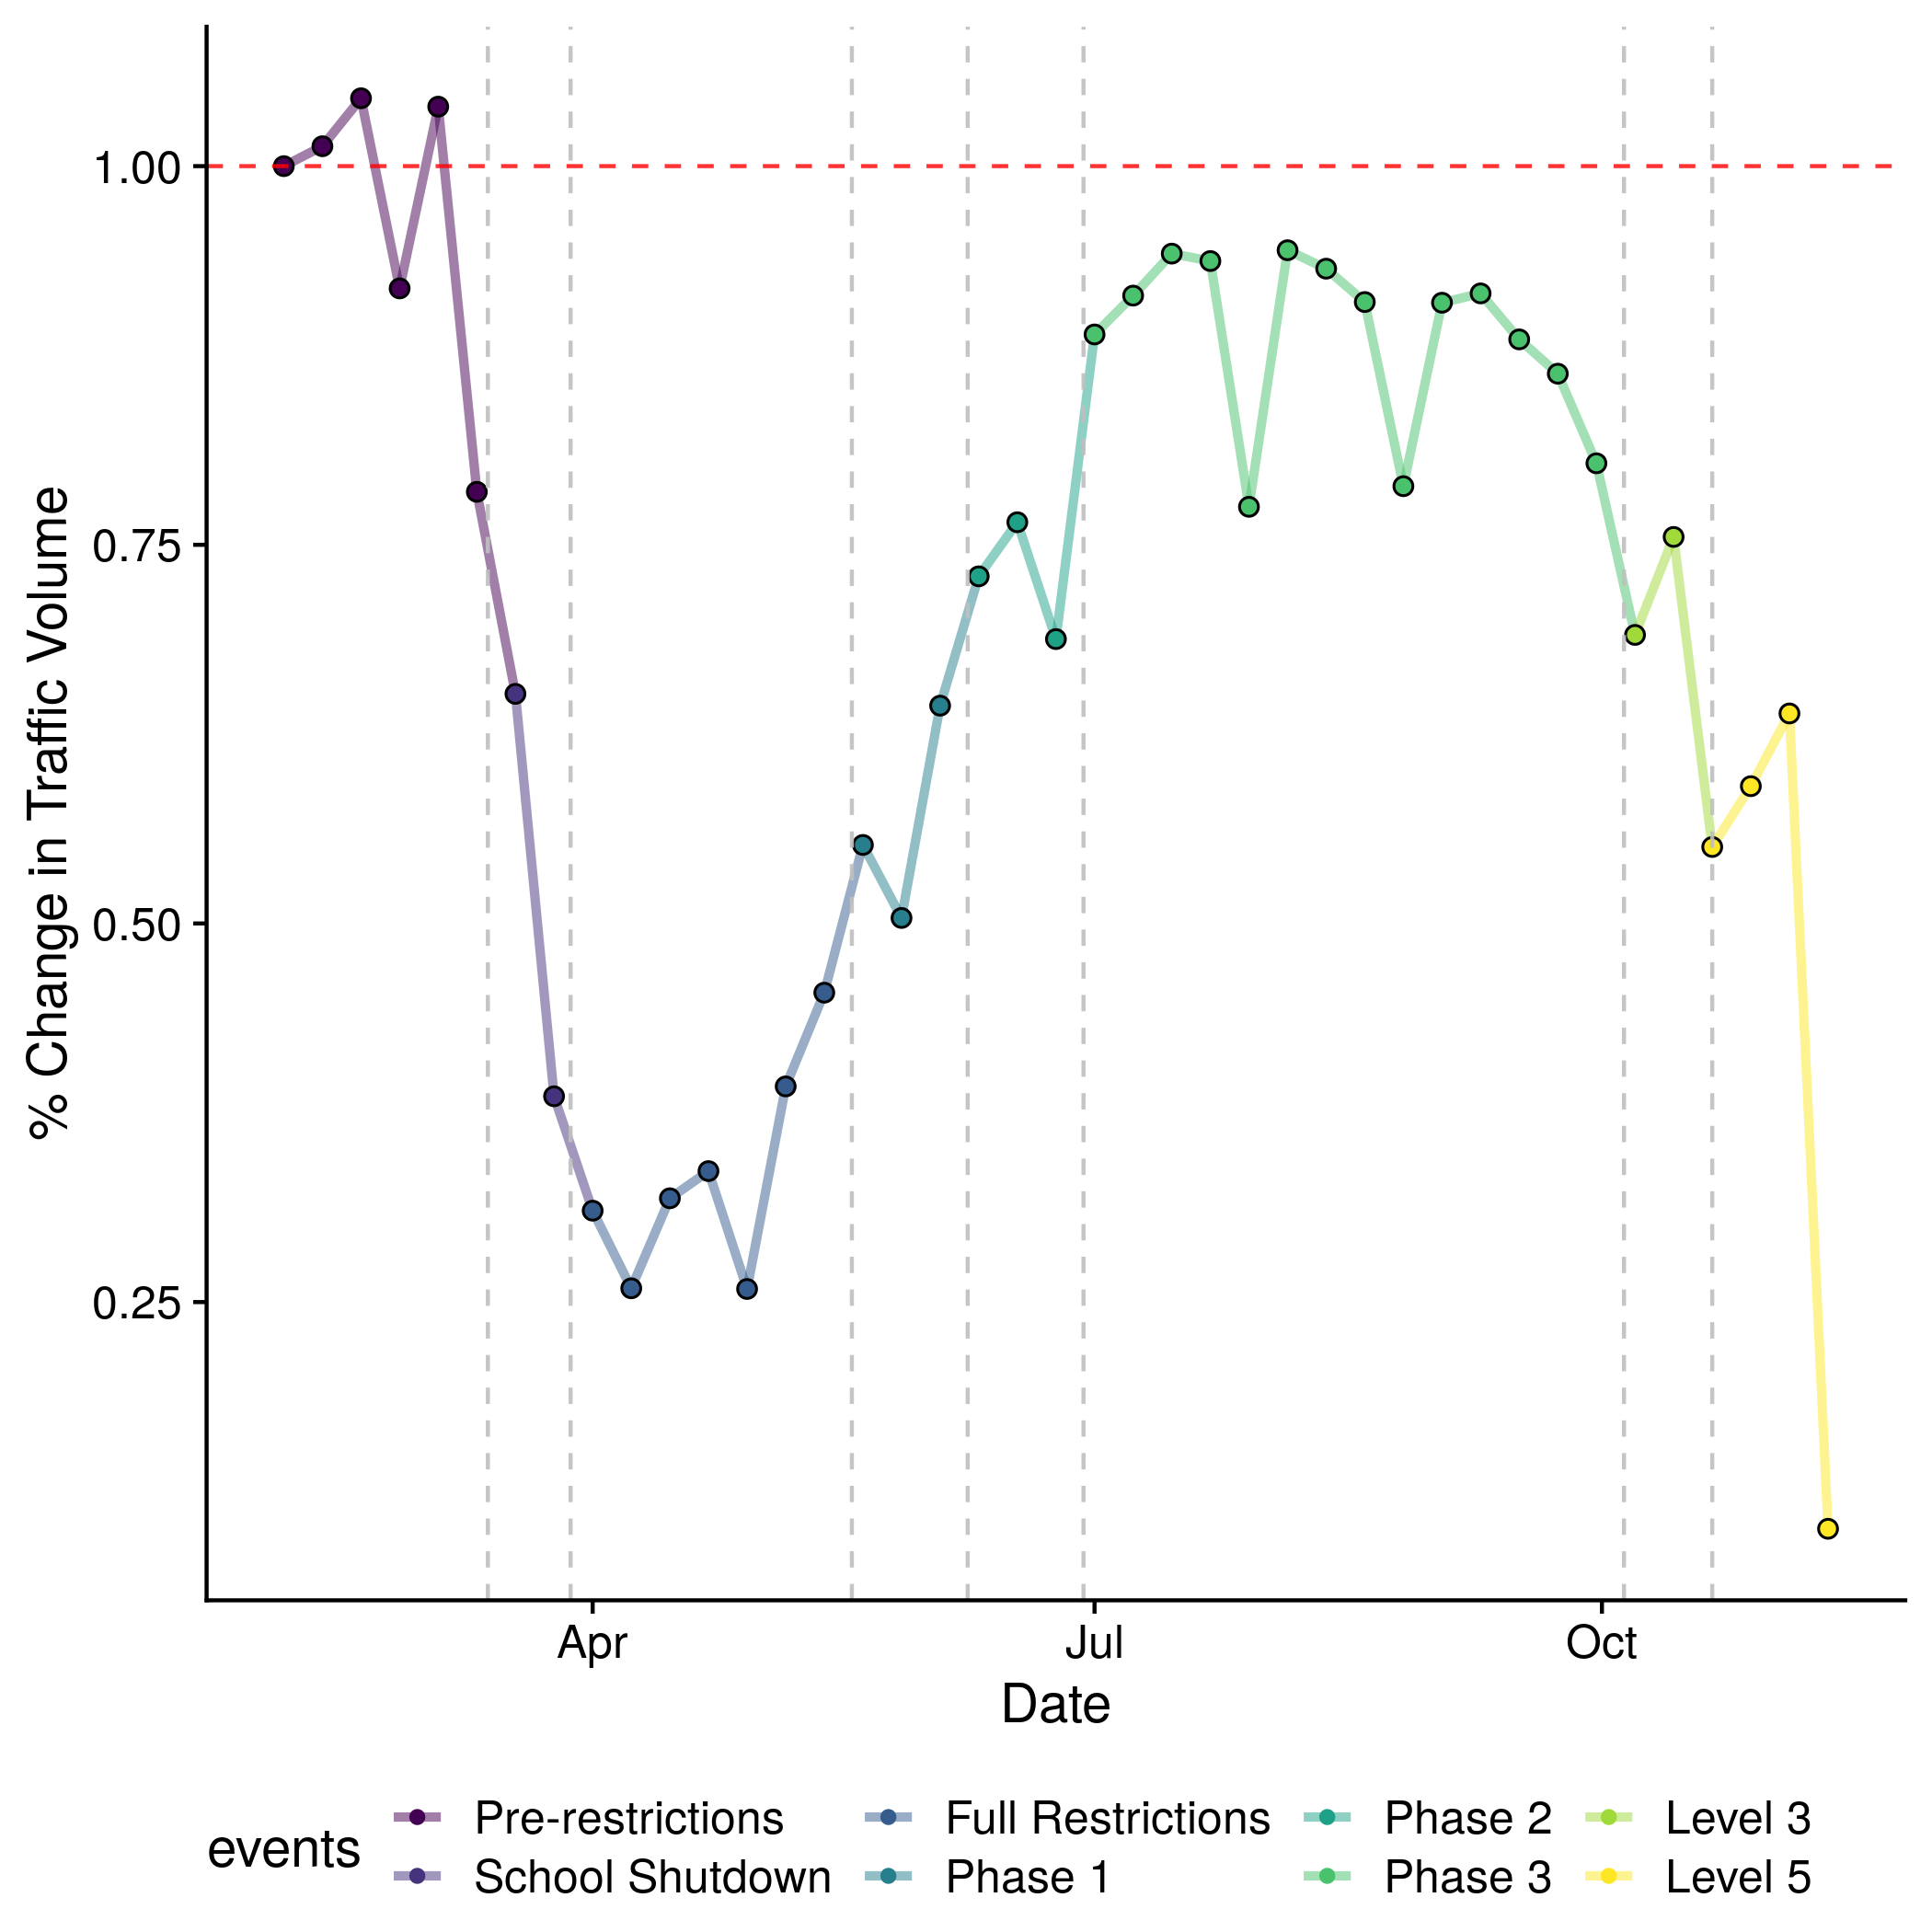 % Change in Traffic Volume
1.00
0.75
0.50
0.25
Apr
Jul
Oct
Date
events
Pre-restrictions
School Shutdown
Full Restrictions
Phase 1
Phase 2
Phase 3
Level 3
Level 5